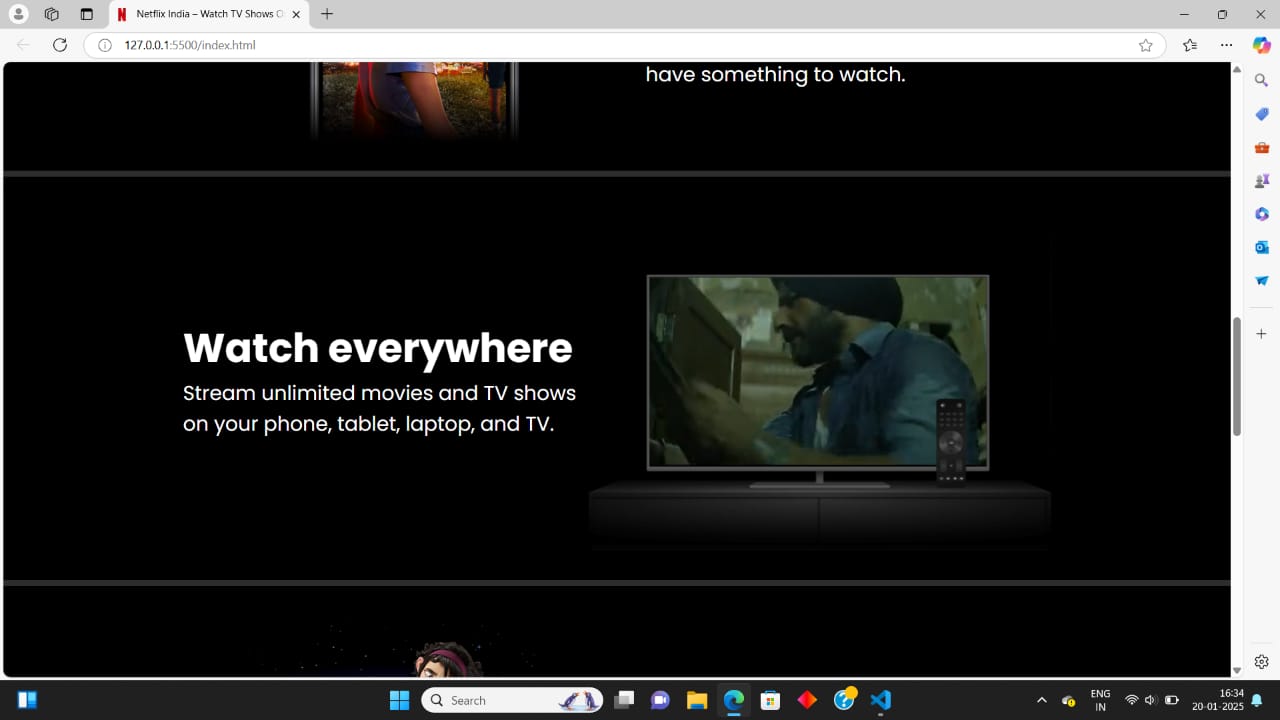 Netflix India – Watch TV Shows O
127.0.0.1:5500/index.html
have something to watch.
Watch everywhere
Stream unlimited movies and TV shows
on your phone, tablet, laptop, and TV.
Search
ENG
IN
16:34
20-01-2025